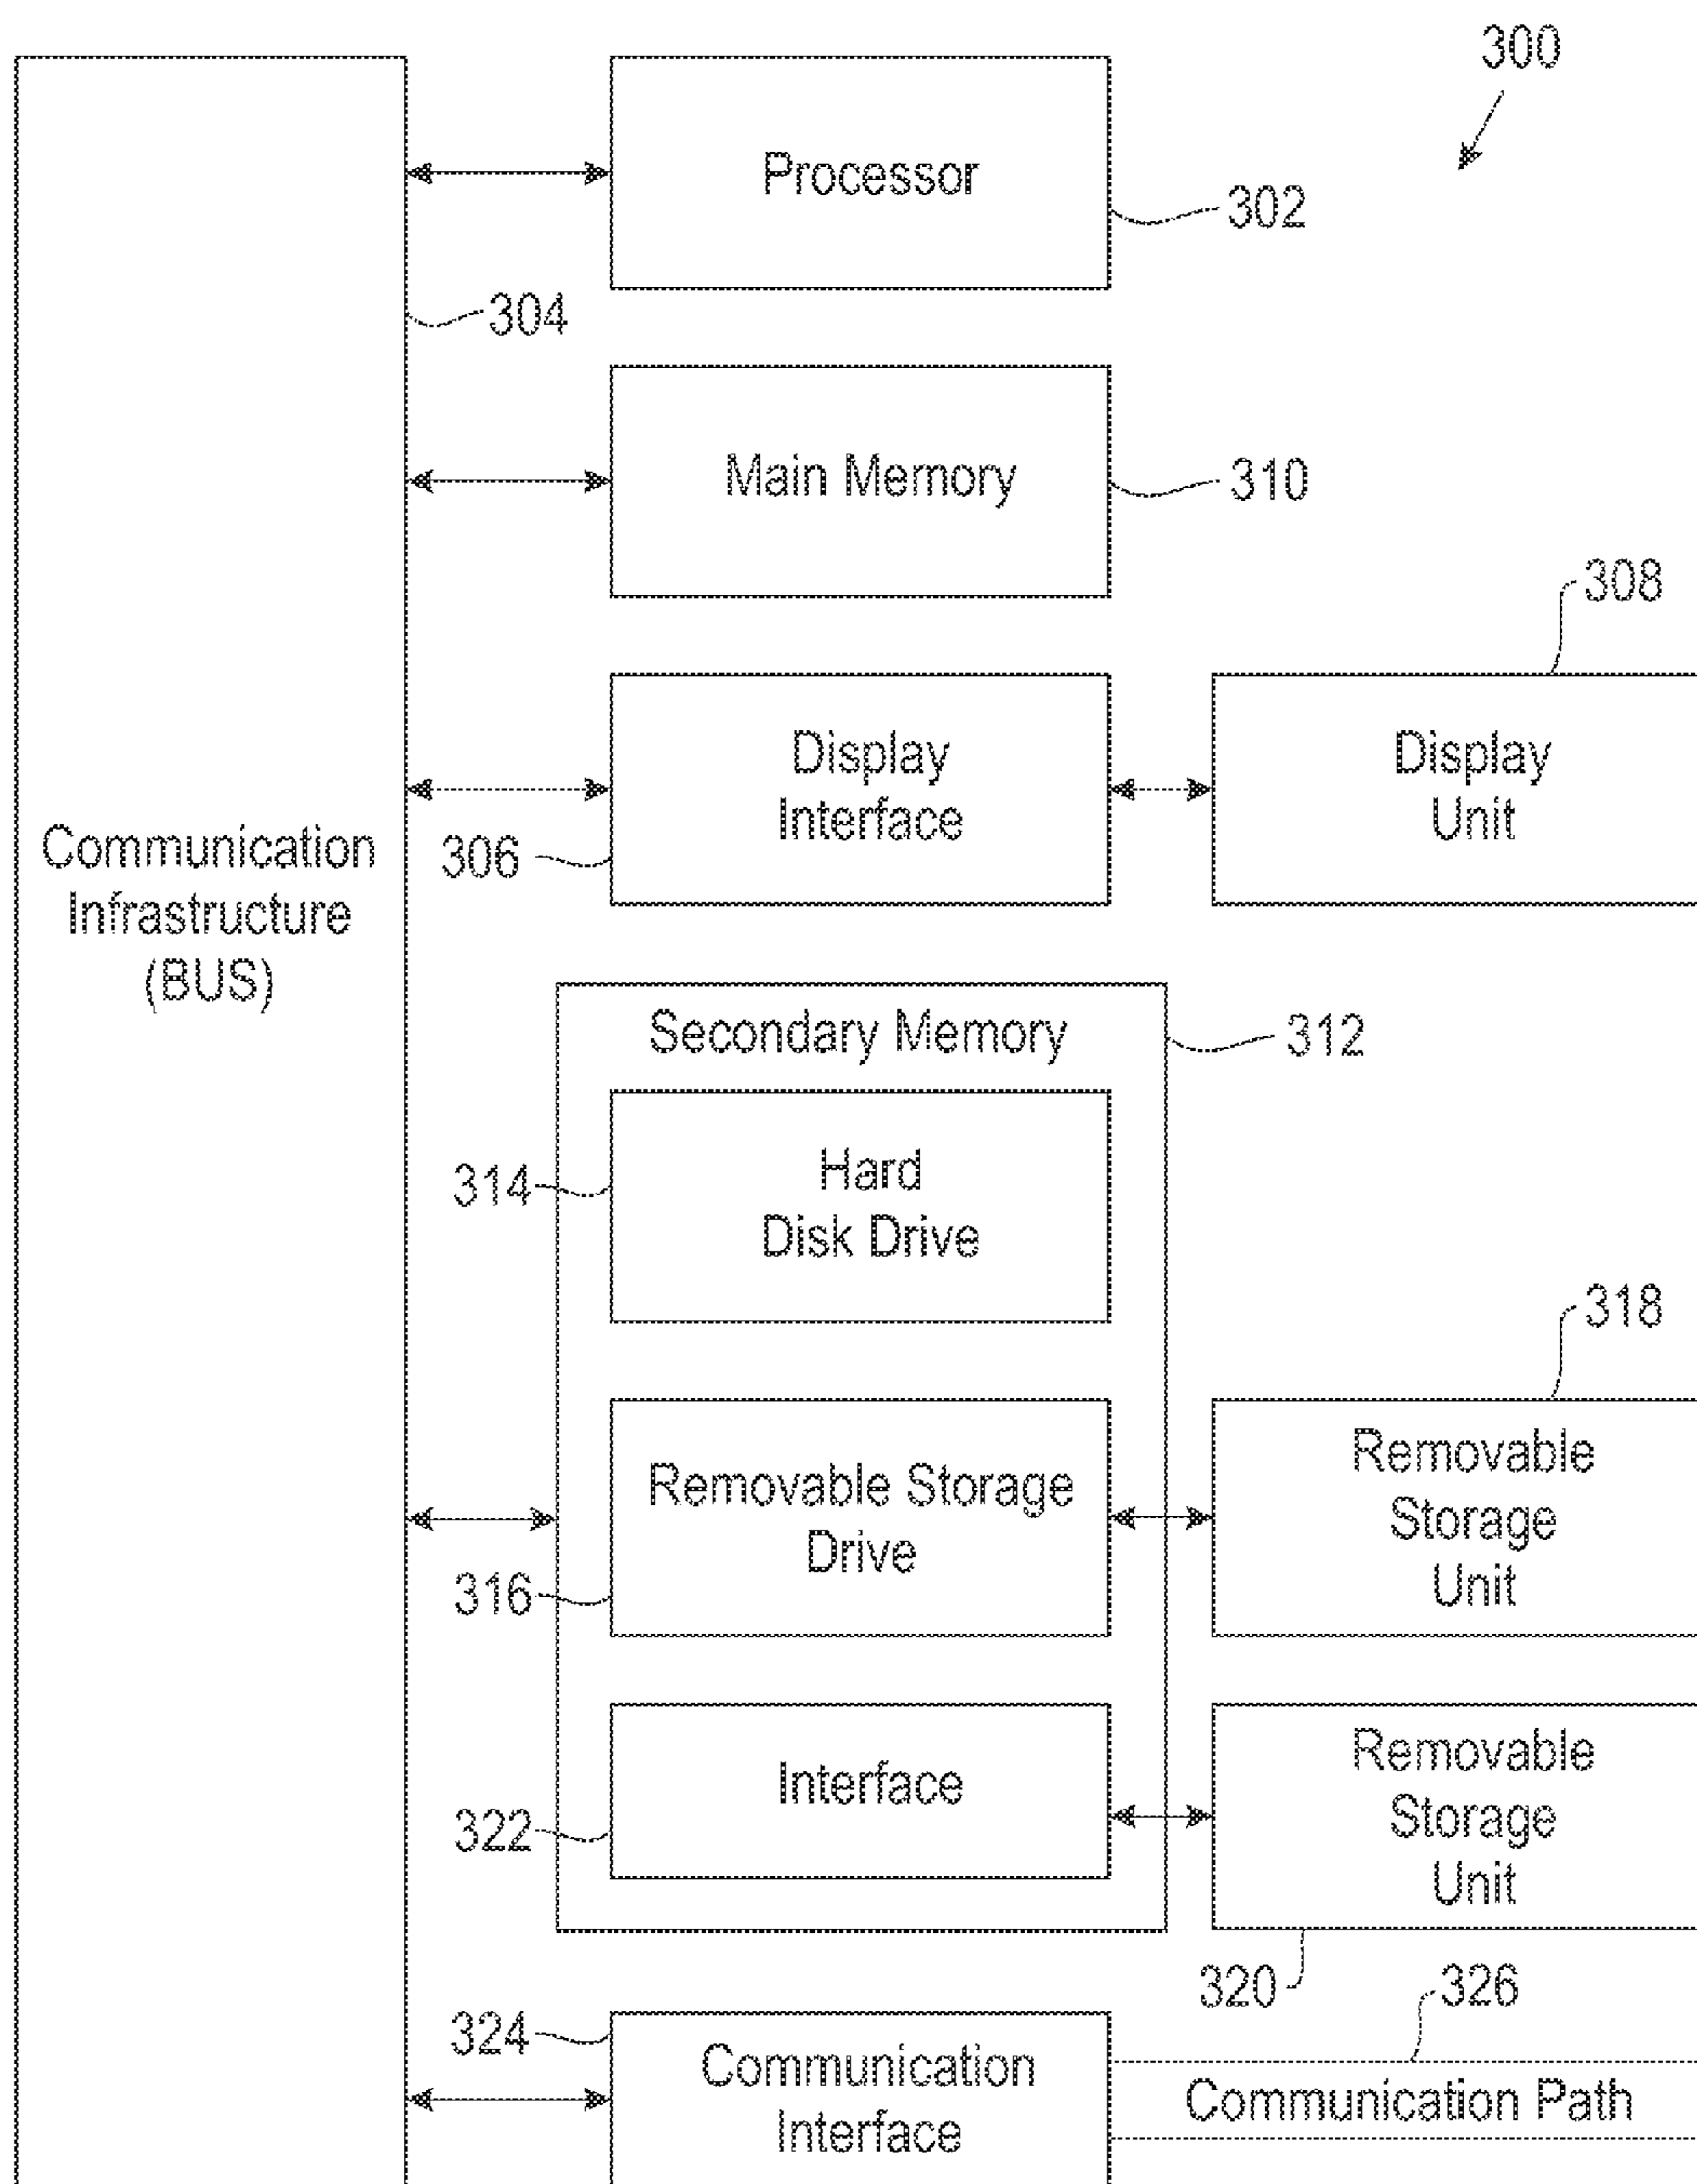 300
Processor
302
304
Main Memory
310
308
Display
Interface
306
Display
Unit
Communication
Infrastructure
(BUS)
Secondary Memory
312
Hard
Disk Drive
314
318
Removable Storage
Drive
316
Removable
Storage
Unit
Interface
322
Removable
Storage
Unit
320
326
324
Communication
Interface
Communication Path